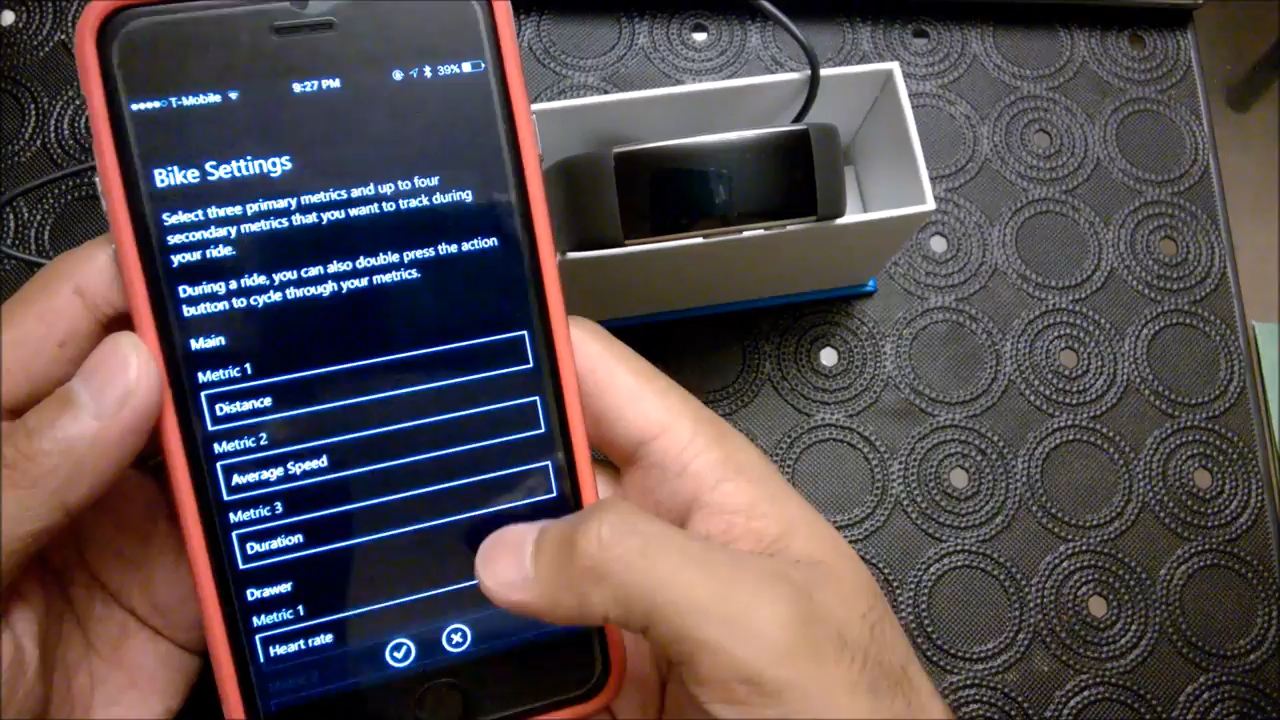 T-Mobile 9:27 PM 39%
Bike Settings
Select three primary metrics and up to four
secondary metrics that you want to track during
your ride.
During a ride, you can also double press the action
button to cycle through your metrics.
Main
Metric 1
Distance
Metric 2
Average Speed
Metric 3
Duration
Drawer
Metric 1
Heart rate
Metric 2